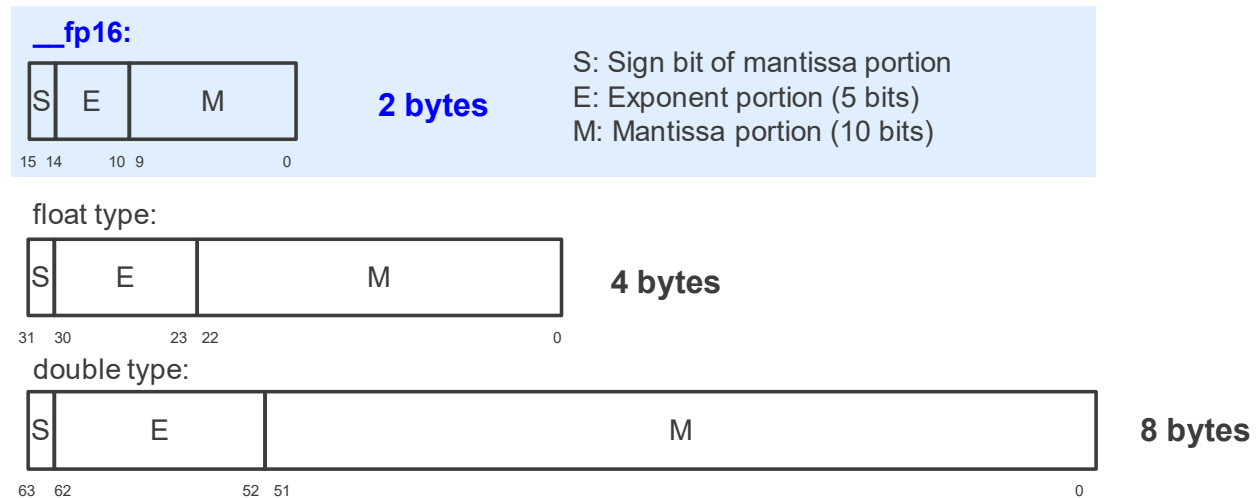 __fp16:
S E M
2 bytes
S: Sign bit of mantissa portion
E: Exponent portion (5 bits)
M: Mantissa portion (10 bits)
15 14 10 9 0
float type:
S E M
4 bytes
31 30 23 22 0
double type:
S E M
8 bytes
63 62 52 51 0